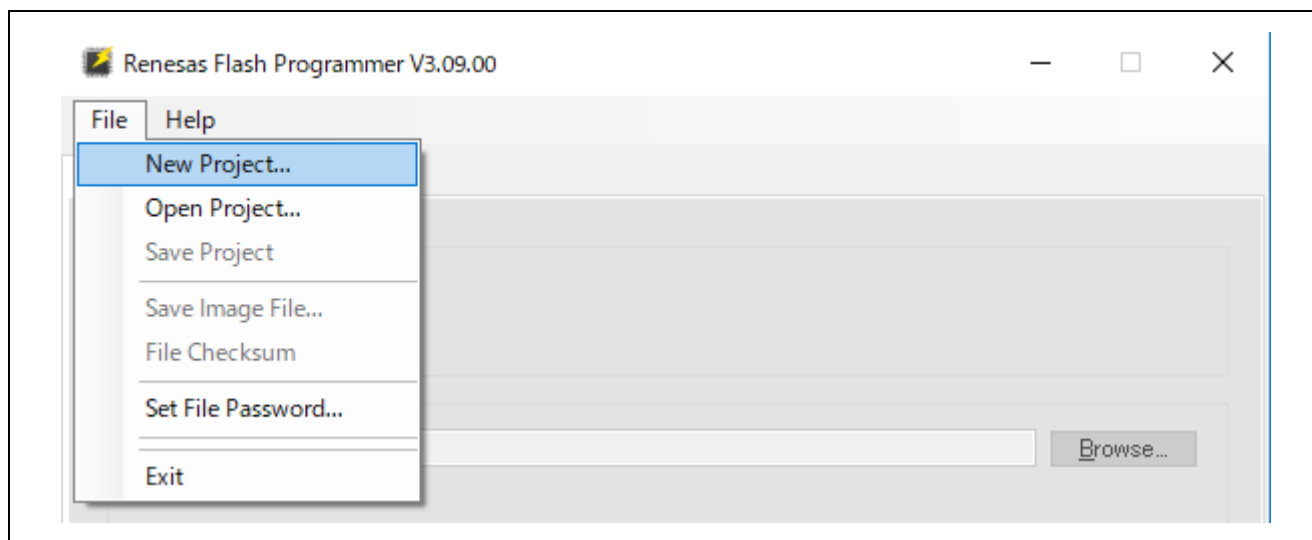 Renesas Flash Programmer V3.09.00
File Help
New Project...
Open Project...
Save Project
Save Image File...
File Checksum
Set File Password...
Browse...
Exit